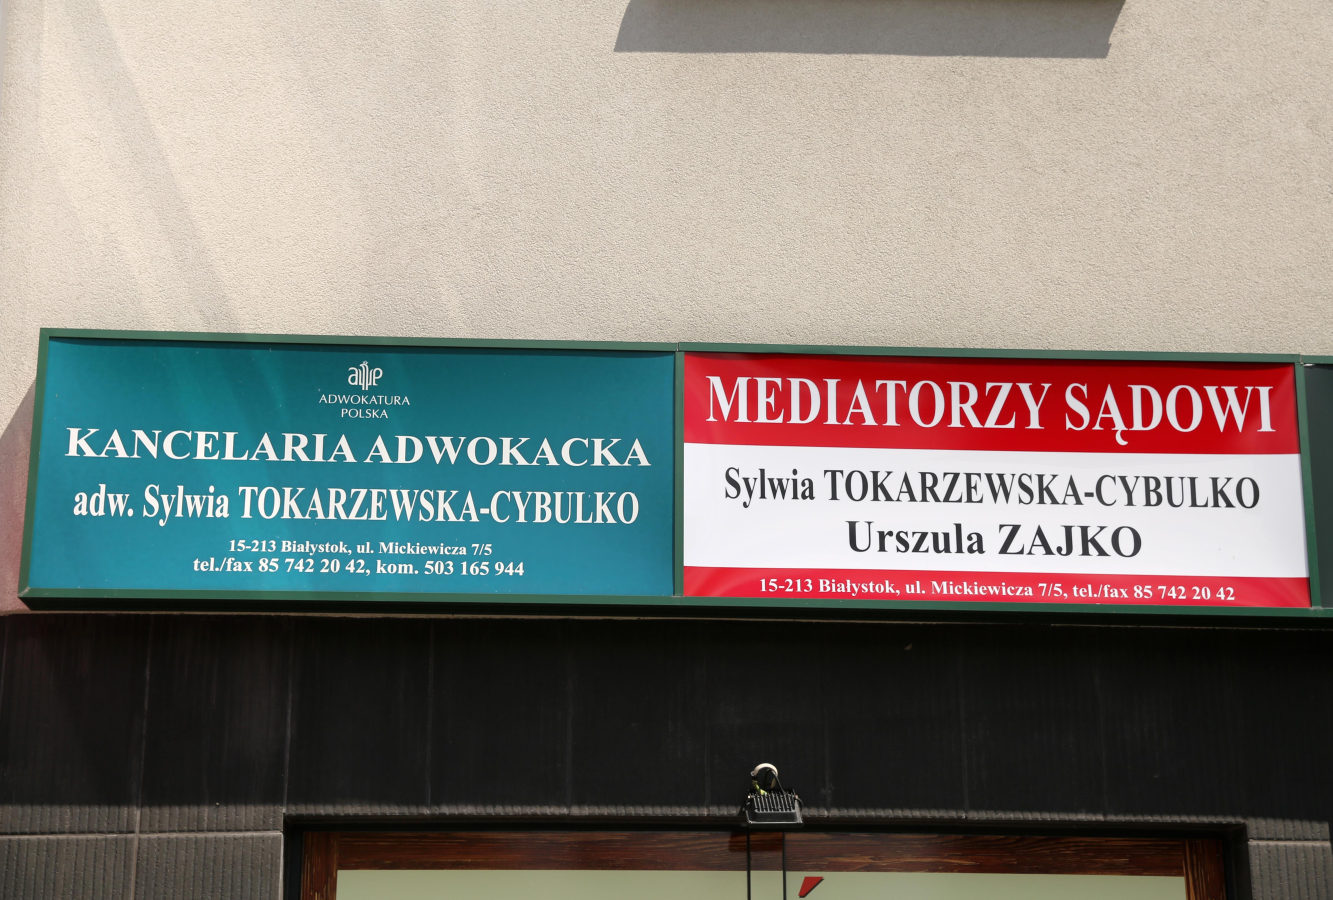 ADWOKATURA
POLSKA
KANCELARIA ADWOKACKA
adw. Sylwia TOKARZEWSKA-CYBULKO
15-213 Białystok, ul. Mickiewicza 7/5
tel./fax 85 742 20 42, kom. 503 165 944
MEDIATORZY SĄDOWI
Sylwia TOKARZEWSKA-CYBULKO
Urszula ZAJKO
15-213 Białystok, ul. Mickiewicza 7/5, tel./fax 85 742 20 42